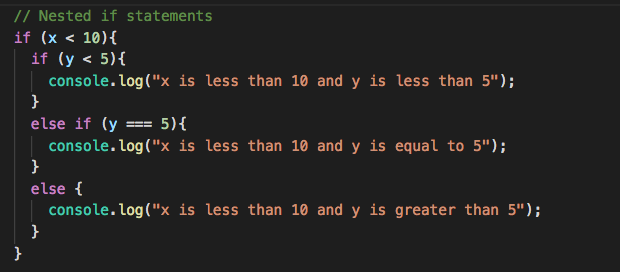 // Nested if statements
if (x < 10){
  if (y < 5){
    console.log("x is less than 10 and y is less than 5");
  }
  else if (y === 5){
    console.log("x is less than 10 and y is equal to 5");
  }
  else {
    console.log("x is less than 10 and y is greater than 5");
  }
}